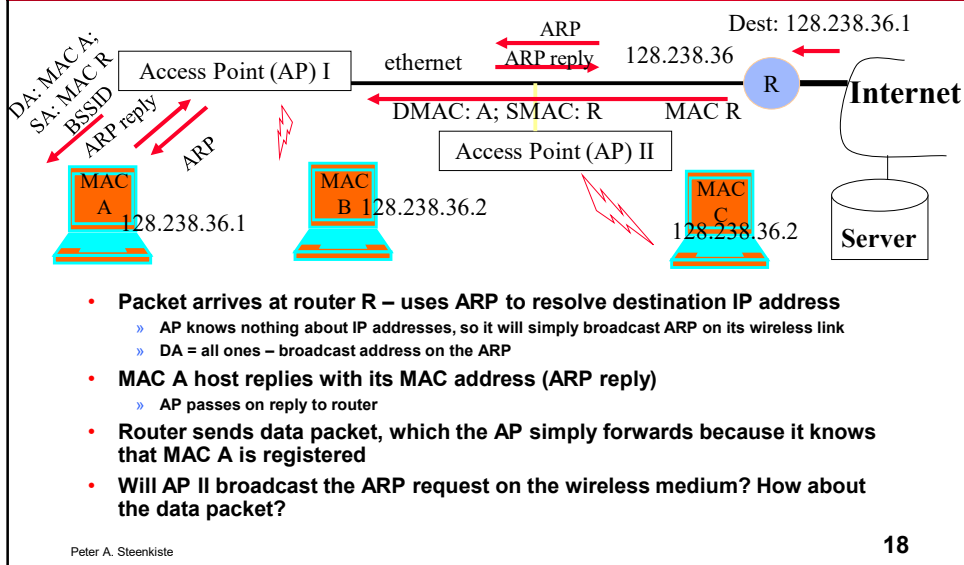 Dest: 128.238.36.1
ARP
ethernet
ARP reply
128.238.36
Access Point (AP) I
R
Internet
DA: MAC A;
SA: MAC R
BSSID
ARP reply
ARP
DMAC: A; SMAC: R
MAC R
Access Point (AP) II
MAC
A
128.238.36.1
MAC
B
128.238.36.2
MAC
C
128.238.36.2
Server
• Packet arrives at router R – uses ARP to resolve destination IP address
» AP knows nothing about IP addresses, so it will simply broadcast ARP on its wireless link
» DA = all ones – broadcast address on the ARP
• MAC A host replies with its MAC address (ARP reply)
» AP passes on reply to router
• Router sends data packet, which the AP simply forwards because it knows
that MAC A is registered
• Will AP II broadcast the ARP request on the wireless medium? How about
the data packet?
Peter A. Steenkiste
18